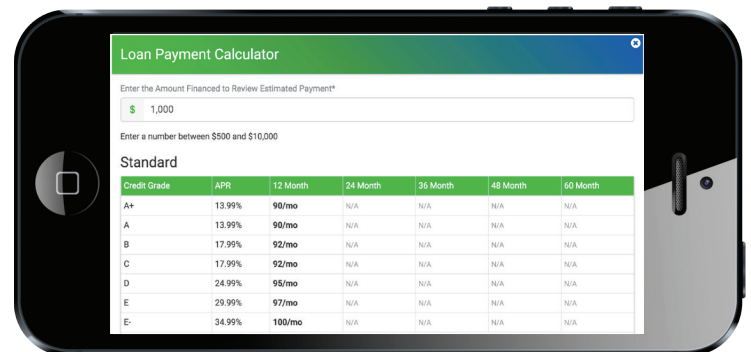 Loan Payment Calculator
Enter the Amount Financed to Review Estimated Payment*
$ 1,000
Enter a number between $500 and $10,000
Standard
Credit Grade APR 12 Month 24 Month 36 Month 48 Month 60 Month
A+ 13.99% 90/mo N/A N/A N/A N/A
A 13.99% 90/mo N/A N/A N/A N/A
B 17.99% 92/mo N/A N/A N/A N/A
C 17.99% 92/mo N/A N/A N/A N/A
D 24.99% 95/mo N/A N/A N/A N/A
E 29.99% 97/mo N/A N/A N/A N/A
E- 34.99% 100/mo N/A N/A N/A N/A